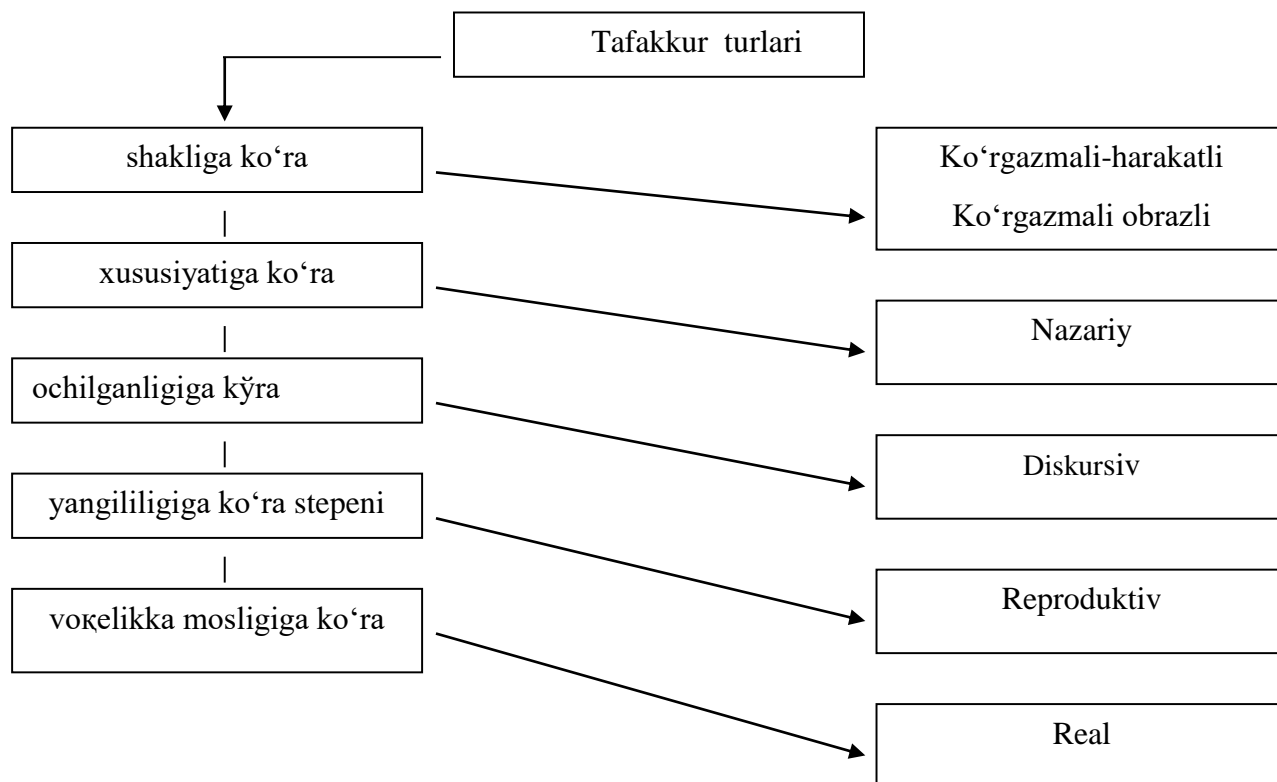 Tafakkur turlari
shakliga ko‘ra
Ko‘rgazmali-harakatli
Ko‘rgazmali obrazli
xususiyatiga ko‘ra
Nazariy
ochilganligiga kўra
Diskursiv
yangililigiga ko‘ra stepeni
Reproduktiv
voқelikka mosligiga ko‘ra
Real